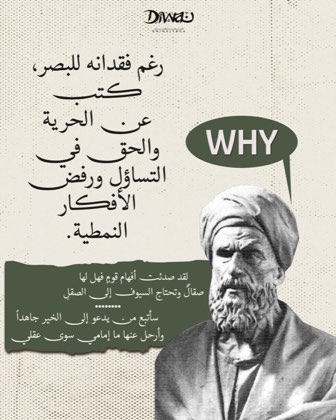 Diwan
رغم فقدانه للبصر،
كتب
عن الحرية
والحق في
التساؤل ورفض
الأفكار
النمطية.
WHY
لقد صدئت أفهام قومٍ فهل لها
صقالٌ وتحتاج السيوف إلى الصقلِ
........
سأتبع من يدعو إلى الخير جاهداً
وأرحل عنها ما إمامي سوى عقلي